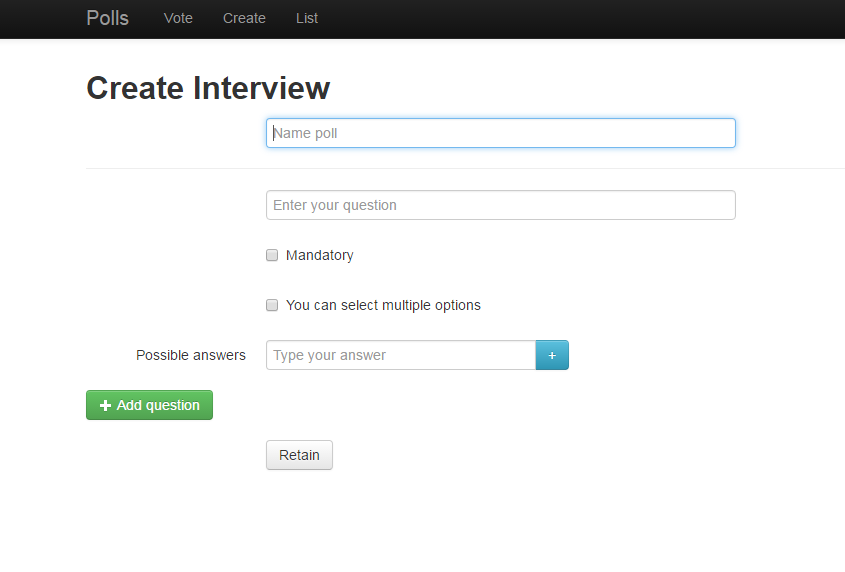 Polls Vote Create List
Create Interview
Name poll
Enter your question
Mandatory
You can select multiple options
Possible answers Type your answer +
+ Add question
Retain